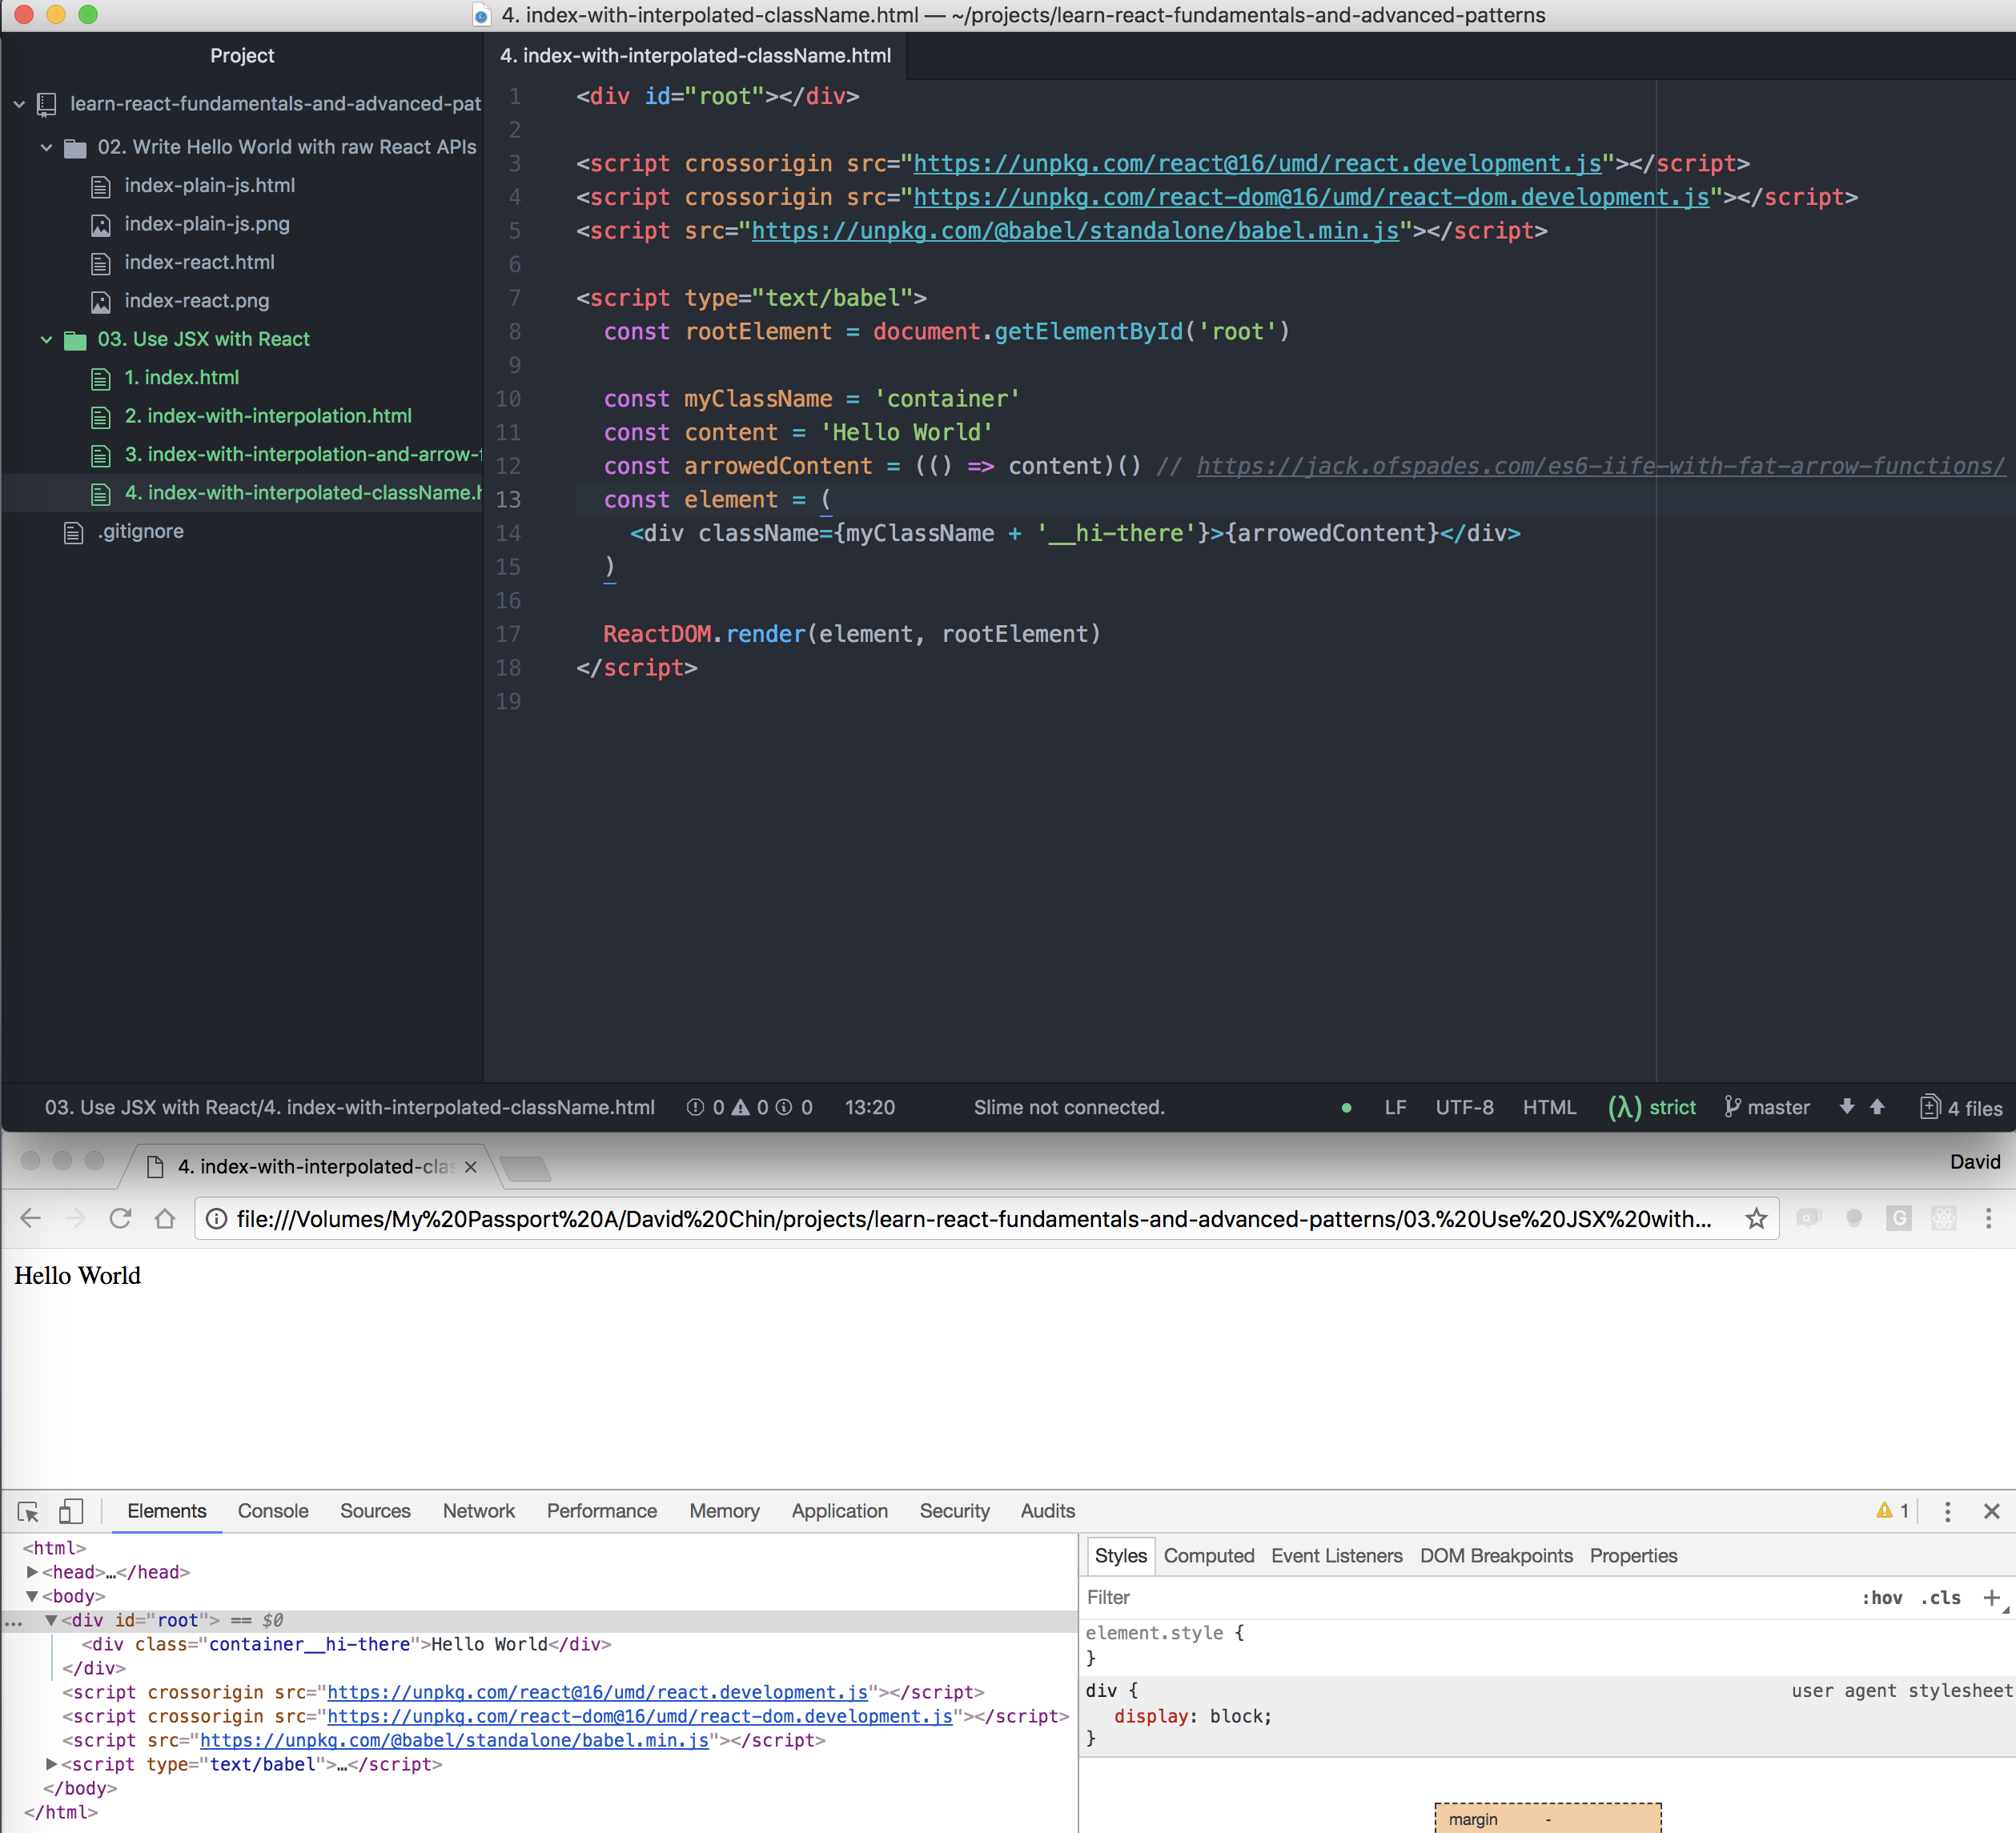 4. index-with-interpolated-className.html — ~/projects/learn-react-fundamentals-and-advanced-patterns
Project
learn-react-fundamentals-and-advanced-pat
02. Write Hello World with raw React APIs
index-plain-js.html
index-plain-js.png
index-react.html
index-react.png
03. Use JSX with React
1. index.html
2. index-with-interpolation.html
3. index-with-interpolation-and-arrow-f
4. index-with-interpolated-className.h
.gitignore
4. index-with-interpolated-className.html
1 <div id="root"></div>
2
3 <script crossorigin src="https://unpkg.com/react@16/umd/react.development.js"></script>
4 <script crossorigin src="https://unpkg.com/react-dom@16/umd/react-dom.development.js"></script>
5 <script src="https://unpkg.com/@babel/standalone/babel.min.js"></script>
6
7 <script type="text/babel">
8 const rootElement = document.getElementById('root')
9
10 const myClassName = 'container'
11 const content = 'Hello World'
12 const arrowedContent = (() => content)() // https://jack.ofspades.com/es6-iife-with-fat-arrow-functions/
13 const element = (
14 <div className={myClassName + '__hi-there'}>{arrowedContent}</div>
15 )
16
17 ReactDOM.render(element, rootElement)
18 </script>
19
03. Use JSX with React/4. index-with-interpolated-className.html 0 0 0 13:20 Slime not connected. LF UTF-8 HTML (λ) strict master 4 files
4. index-with-interpolated-clas David
file:///Volumes/My%20Passport%20A/David%20Chin/projects/learn-react-fundamentals-and-advanced-patterns/03.%20Use%20JSX%20with... G
Hello World
Elements Console Sources Network Performance Memory Application Security Audits 1
<html>
<head>…</head>
<body>
… <div id="root"> == $0
<div class="container__hi-there">Hello World</div>
</div>
<script crossorigin src="https://unpkg.com/react@16/umd/react.development.js"></script>
<script crossorigin src="https://unpkg.com/react-dom@16/umd/react-dom.development.js"></script>
<script src="https://unpkg.com/@babel/standalone/babel.min.js"></script>
<script type="text/babel">…</script>
</body>
</html>
Styles Computed Event Listeners DOM Breakpoints Properties
Filter :hov .cls +
element.style {
}
div { user agent stylesheet
display: block;
}
margin -